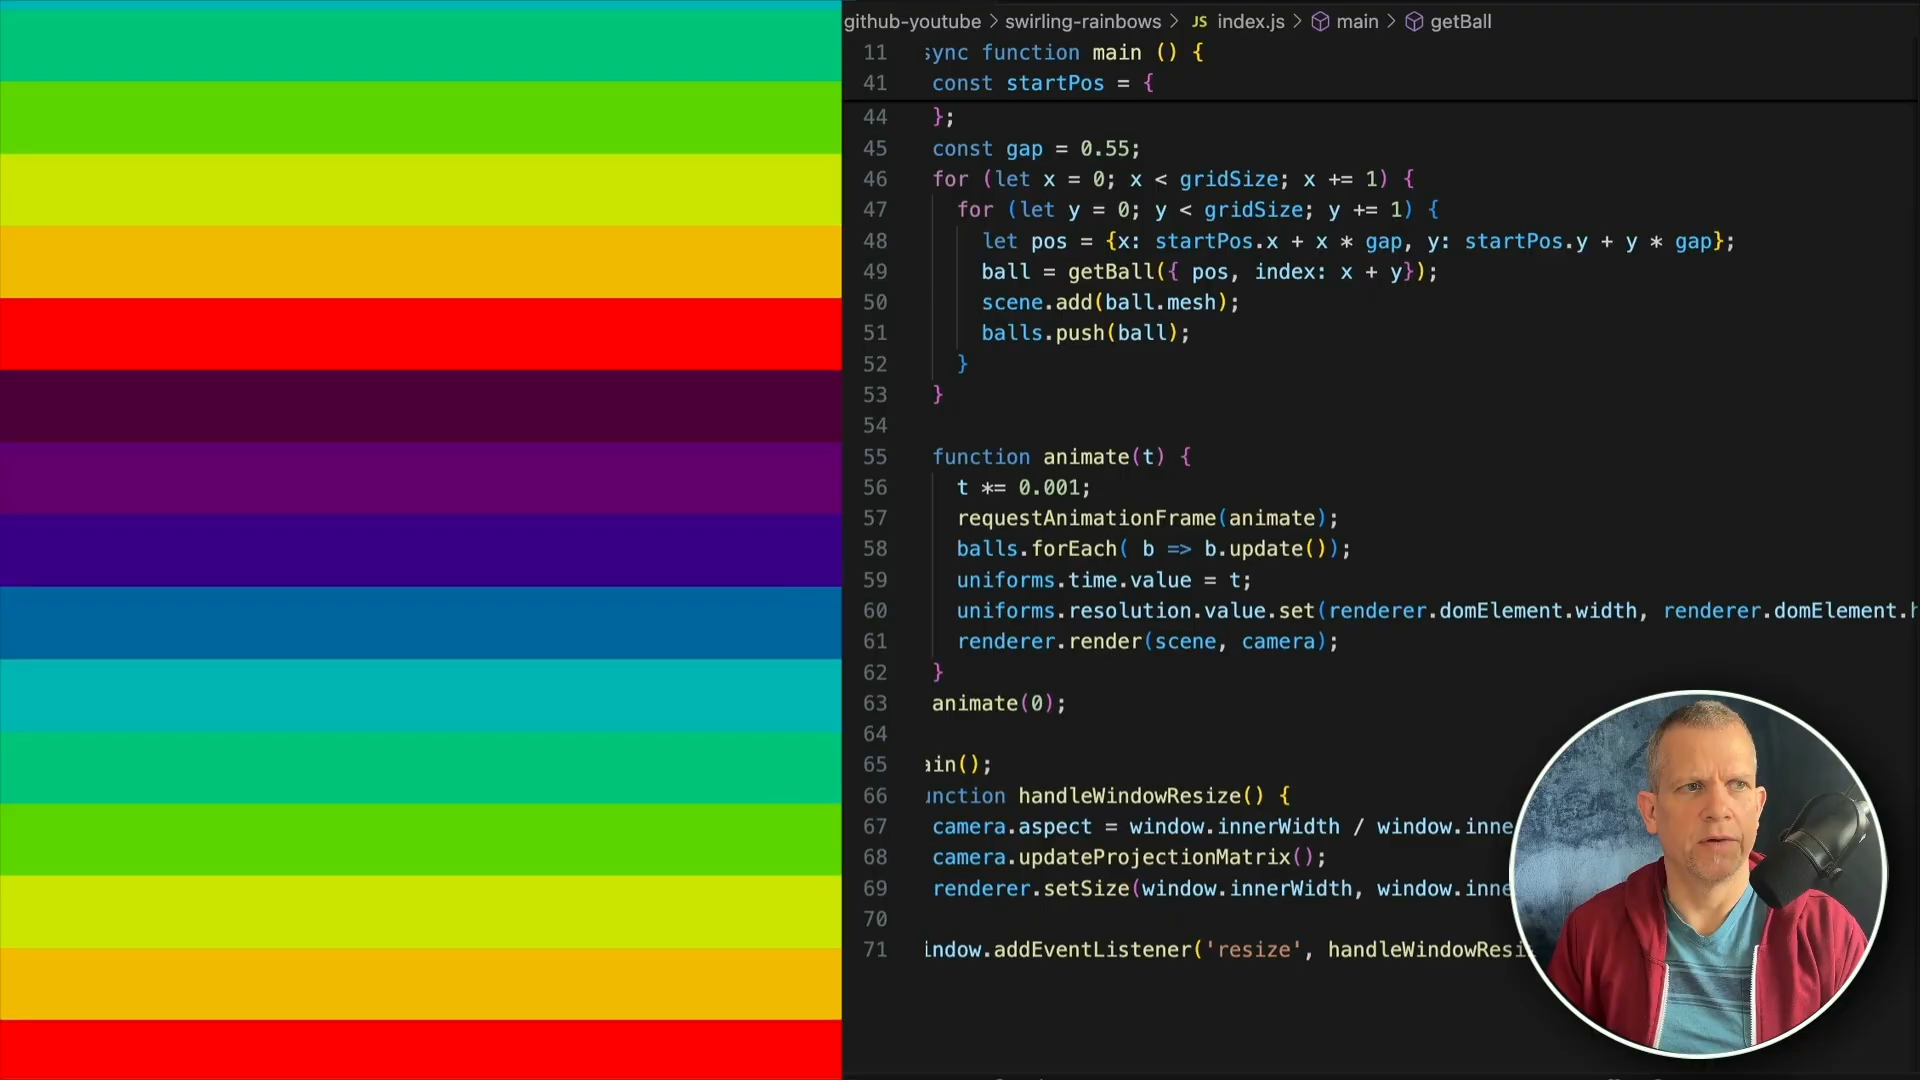 github-youtube > swirling-rainbows > JS index.js > main > getBall
11 sync function main () {
41 const startPos = {
44 };
45 const gap = 0.55;
46 for (let x = 0; x < gridSize; x += 1) {
47 for (let y = 0; y < gridSize; y += 1) {
48 let pos = {x: startPos.x + x * gap, y: startPos.y + y * gap};
49 ball = getBall({ pos, index: x + y});
50 scene.add(ball.mesh);
51 balls.push(ball);
52 }
53 }
54
55 function animate(t) {
56 t *= 0.001;
57 requestAnimationFrame(animate);
58 balls.forEach( b => b.update());
59 uniforms.time.value = t;
60 uniforms.resolution.value.set(renderer.domElement.width, renderer.domElement.h
61 renderer.render(scene, camera);
62 }
63 animate(0);
64
65 ain();
66 unction handleWindowResize() {
67 camera.aspect = window.innerWidth / window.inne
68 camera.updateProjectionMatrix();
69 renderer.setSize(window.innerWidth, window.inne
70
71 indow.addEventListener('resize', handleWindowResi